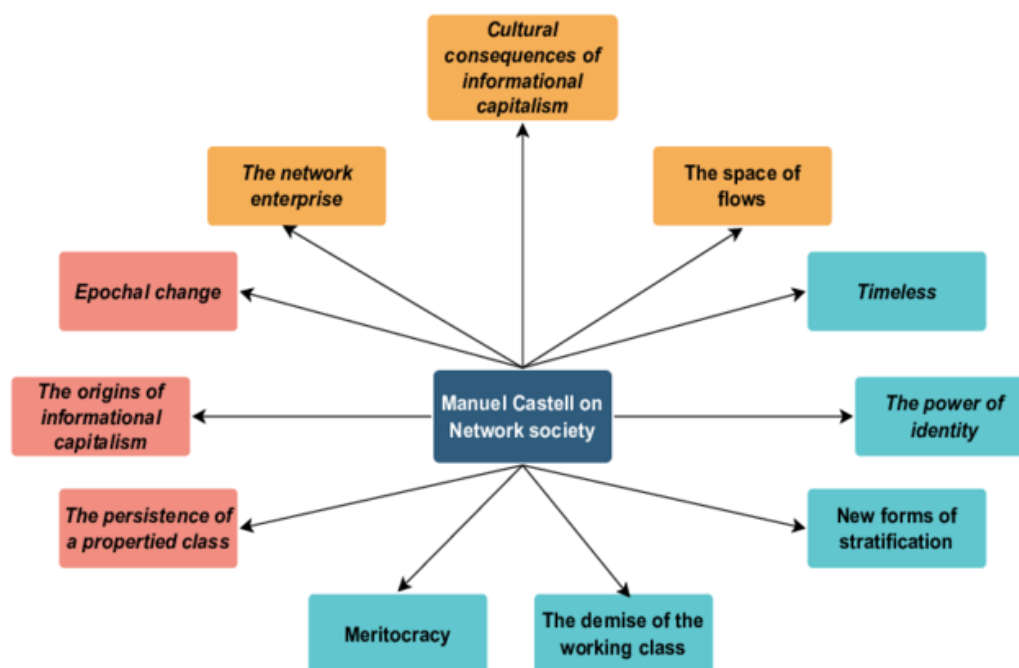 Cultural
consequences of
informational
capitalism
The network
enterprise
The space of
flows
Epochal change
Timeless
The origins of
informational
capitalism
Manuel Castell on
Network society
The power of
identity
The persistence of
a propertied class
New forms of
stratification
Meritocracy
The demise of the
working class